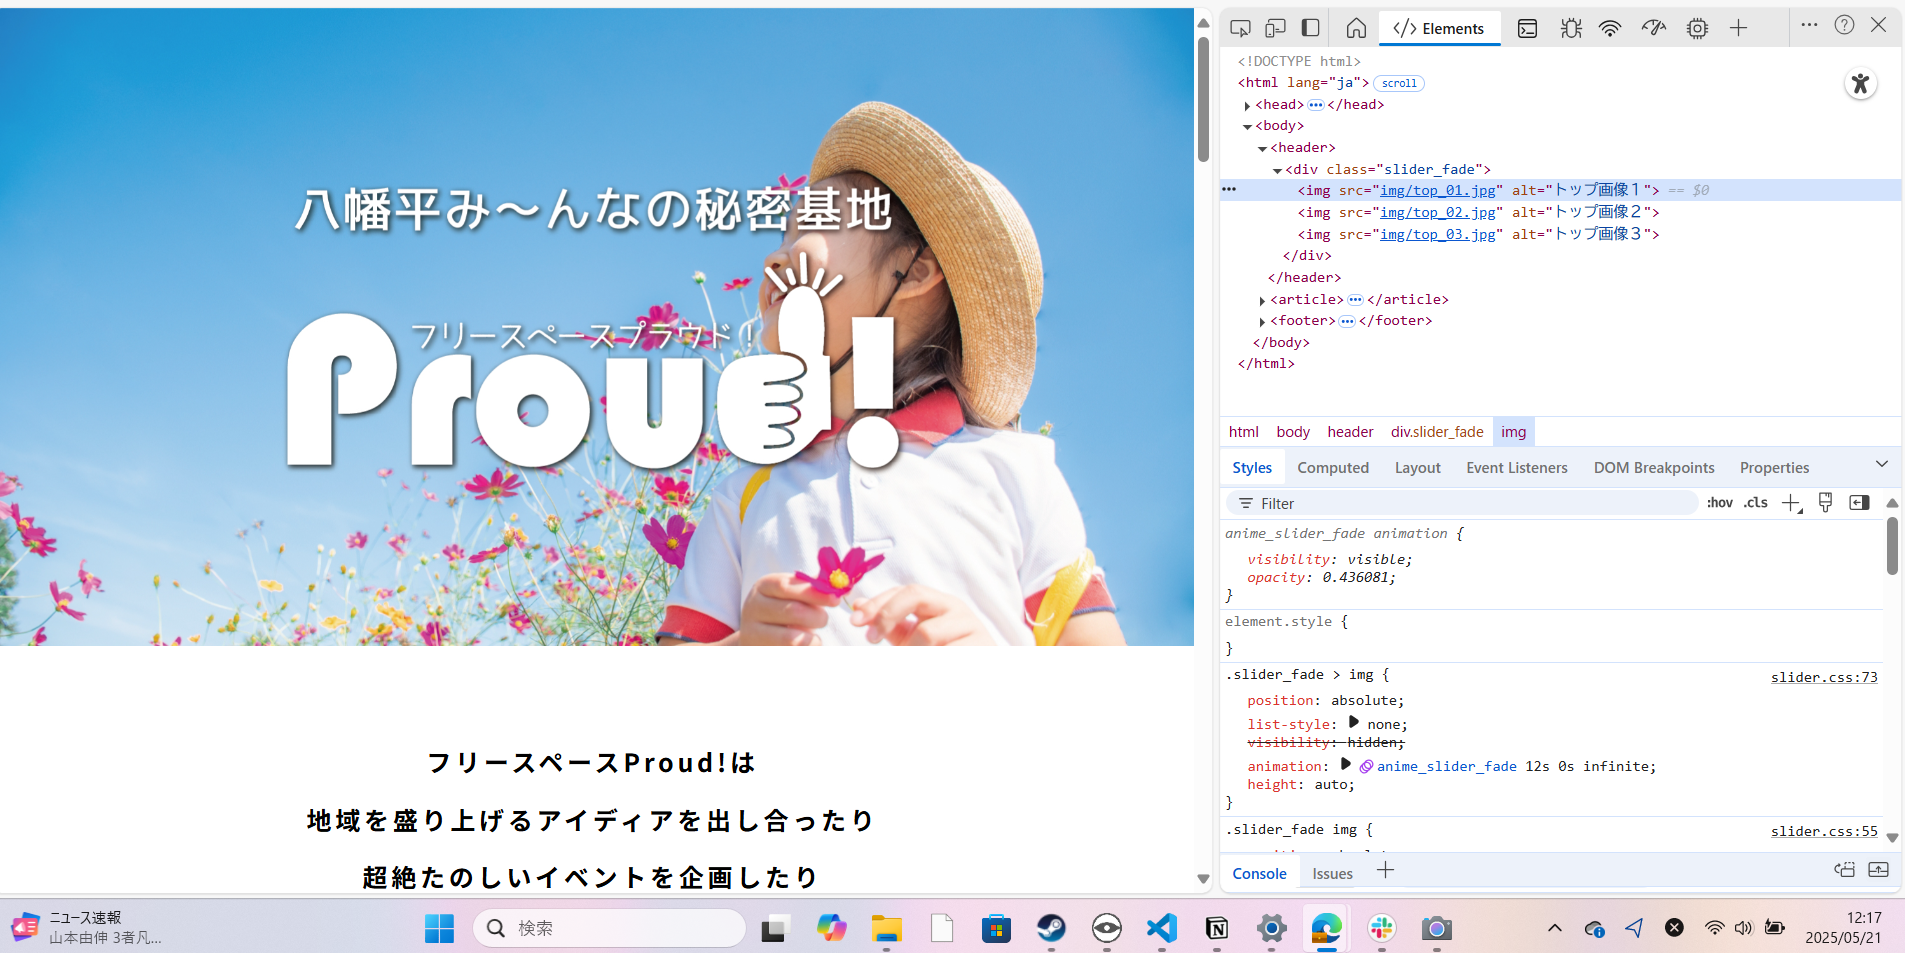 八幡平み～んなの秘密基地
フリースペースプラウド！
Proud!
フリースペースProud!は
地域を盛り上げるアイディアを出し合ったり
超絶たのしいイベントを企画したり
Elements
<!DOCTYPE html>
<html lang="ja"> scroll
<head> ••• </head>
<body>
<header>
<div class="slider_fade">
••• <img src="img/top_01.jpg" alt="トップ画像１"> == $0
<img src="img/top_02.jpg" alt="トップ画像２">
<img src="img/top_03.jpg" alt="トップ画像３">
</div>
</header>
<article> ••• </article>
<footer> ••• </footer>
</body>
</html>
html body header div.slider_fade img
Styles Computed Layout Event Listeners DOM Breakpoints Properties
Filter :hov .cls
anime_slider_fade animation {
visibility: visible;
opacity: 0.436081;
}
element.style {
}
.slider_fade > img { slider.css:73
position: absolute;
list-style: none;
visibility: hidden;
animation: anime_slider_fade 12s 0s infinite;
height: auto;
}
.slider_fade img { slider.css:55
Console Issues
ニュース速報
山本由伸 3者凡...
検索
12:17
2025/05/21